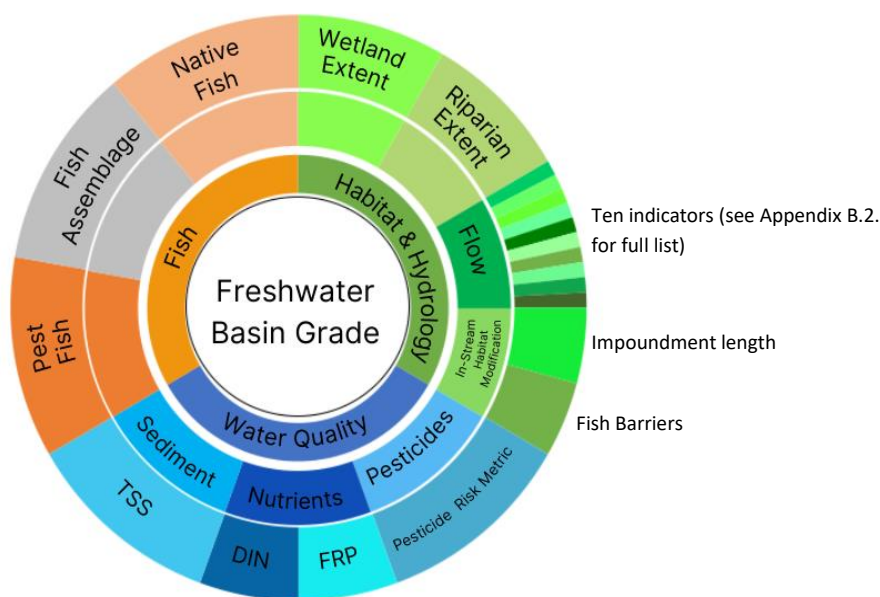 Native
Fish
Wetland
Extent
Riparian
Extent
Fish
Assemblage
Fish
Habitat & Hydrology
Flow
Ten indicators (see Appendix B.2.
for full list)
Freshwater
Basin Grade
In-Stream
Habitat
Modification
Impoundment length
Pest
Fish
Fish Barriers
Water Quality
Sediment
Pesticides
Nutrients
TSS
Pesticide Risk Metric
DIN
FRP